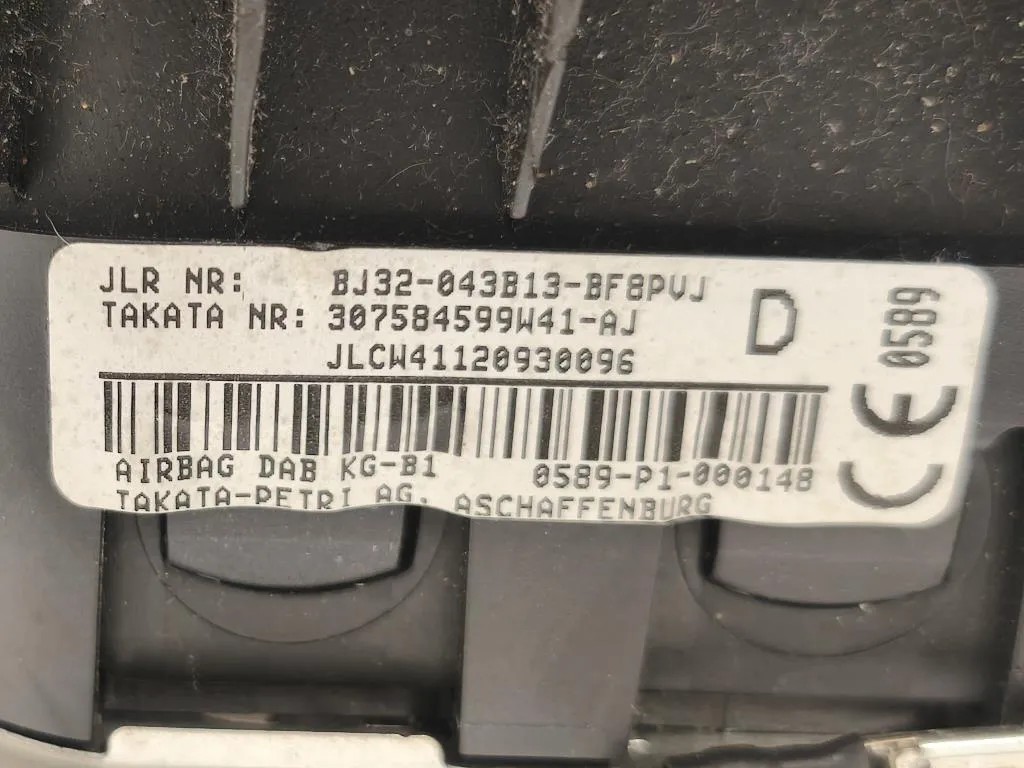 JLR NR: BJ32-043B13-BF8PVJ
TAKATA NR: 307584599W41-AJ
D
JLCW41120930096
CE 0589
AIRBAG DAB KG-B1 0589-P1-000148
TAKATA-PETRI AG. ASCHAFFENBURG